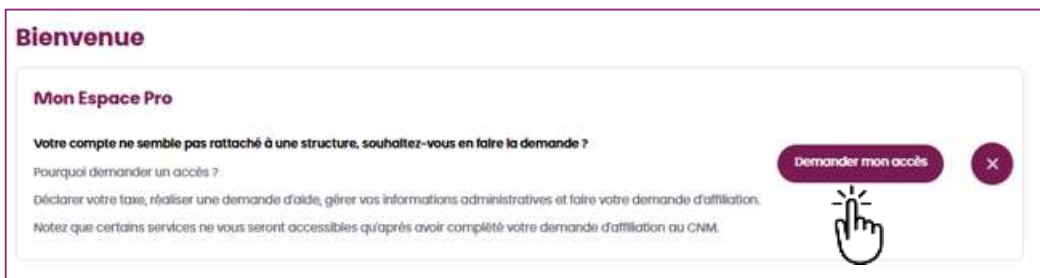 Bienvenue
Mon Espace Pro
Votre compte ne semble pas rattaché à une structure, souhaitez-vous en faire la demande ?
Demander mon accès
Pourquoi demander un accès ?
Déclarer votre taxe, réaliser une demande d'aide, gérer vos informations administratives et faire votre demande d'affiliation.
Notez que certains services ne vous seront accessibles qu'après avoir complété votre demande d'affiliation au CNM.